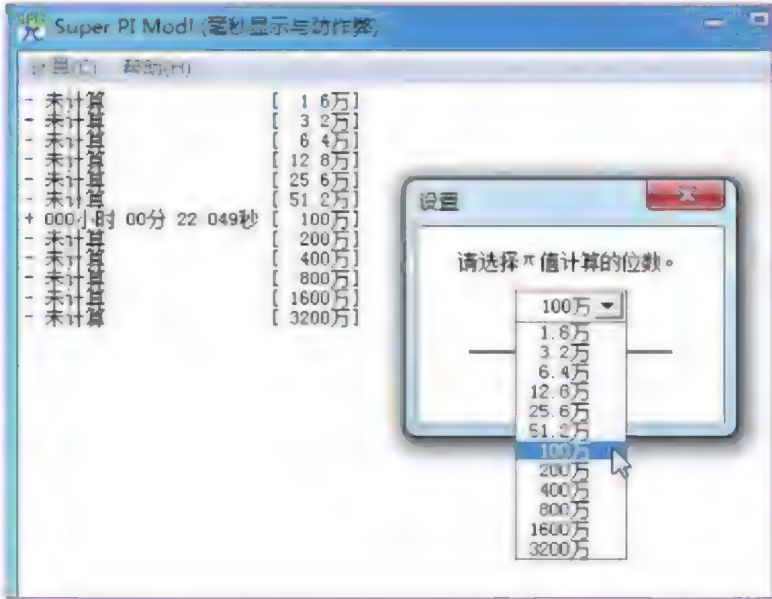 Super PI Mod! (毫秒显示与防作弊)
计算(C) 帮助(H)
- 未计算 [ 1.6万]
- 未计算 [ 3.2万]
- 未计算 [ 6.4万]
- 未计算 [ 12.8万]
- 未计算 [ 25.6万]
- 未计算 [ 51.2万]
+ 000小时 00分 22.049秒 [ 100万]
- 未计算 [ 200万]
- 未计算 [ 400万]
- 未计算 [ 800万]
- 未计算 [ 1600万]
- 未计算 [ 3200万]
设置
请选择π值计算的位数。
100万
1.6万
3.2万
6.4万
12.8万
25.6万
51.2万
100万
200万
400万
800万
1600万
3200万